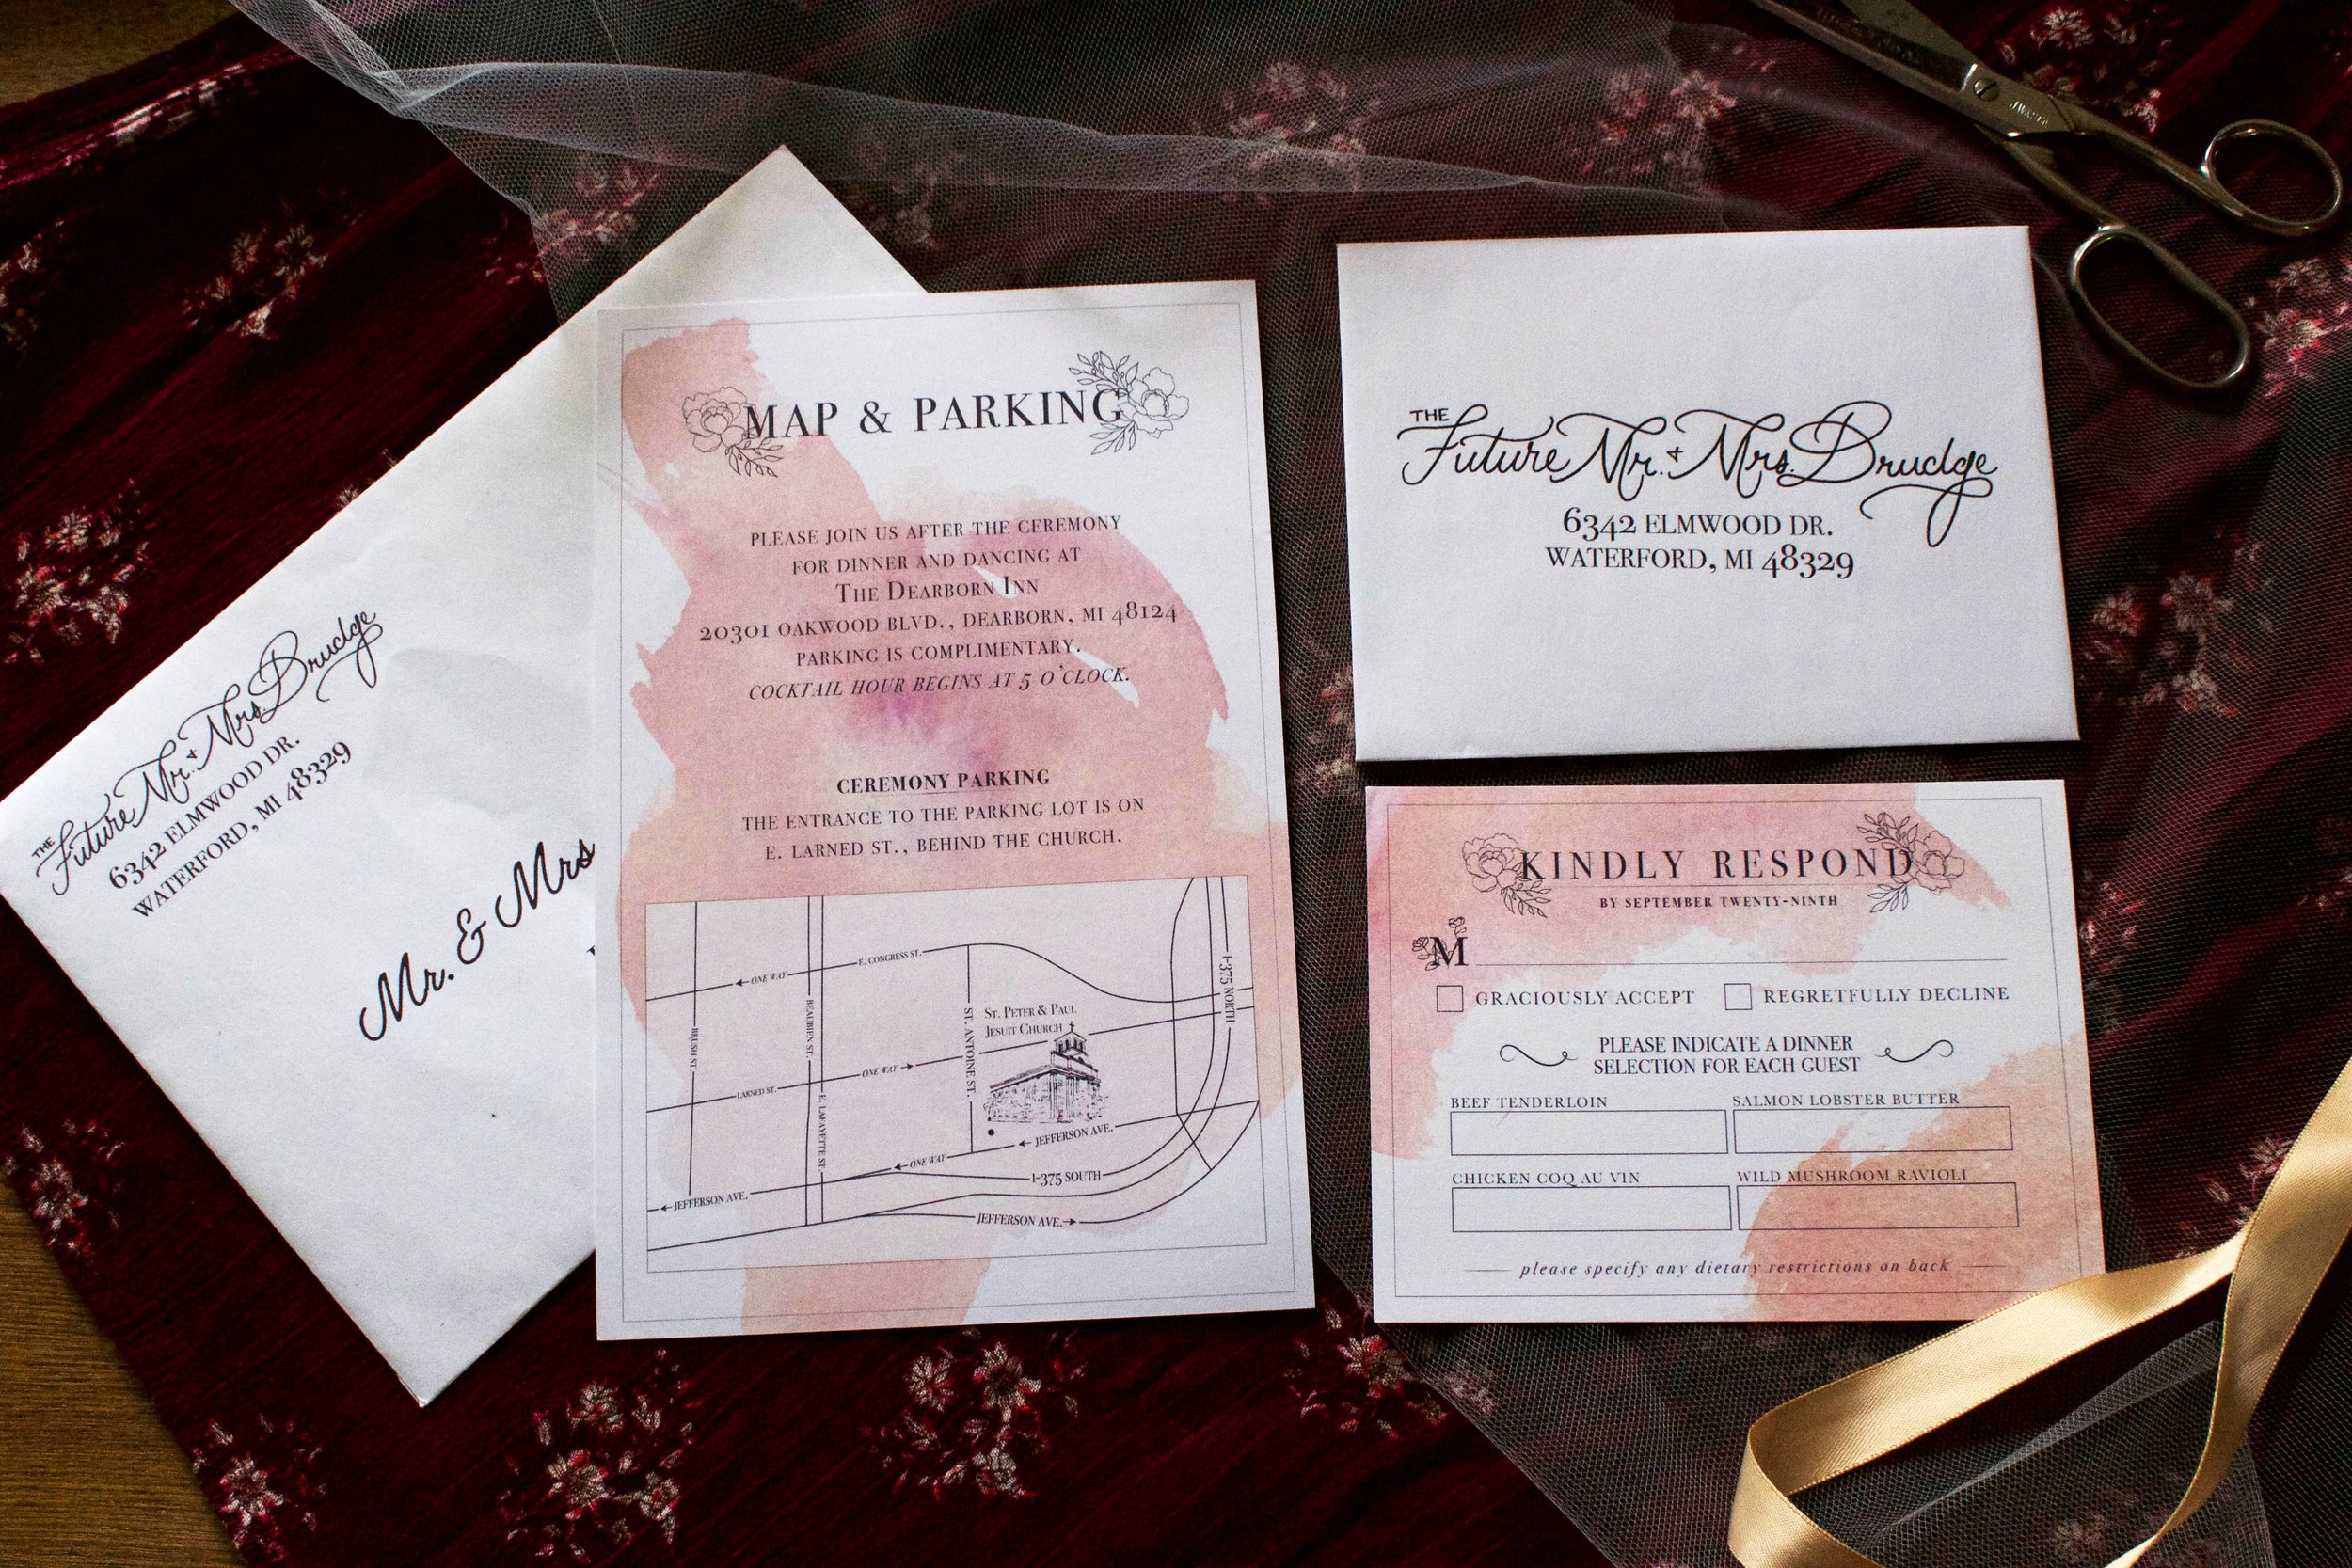 THE
Future Mr. & Mrs. Brudge
6342 ELMWOOD DR.
WATERFORD, MI 48329
Mr. & Mrs
MAP & PARKING
PLEASE JOIN US AFTER THE CEREMONY
FOR DINNER AND DANCING AT
THE DEARBORN INN
20301 OAKWOOD BLVD., DEARBORN, MI 48124
PARKING IS COMPLIMENTARY.
COCKTAIL HOUR BEGINS AT 5 O'CLOCK.
CEREMONY PARKING
THE ENTRANCE TO THE PARKING LOT IS ON
E. LARNED ST., BEHIND THE CHURCH.
ONE WAY
E. CONGRESS ST.
I-375 NORTH
BRUSH ST.
BEAUBIEN ST.
ST. ANTOINE ST.
ST. PETER & PAUL
JESUIT CHURCH
LARNED ST.
ONE WAY
E. LAFAYETTE ST.
JEFFERSON AVE.
ONE WAY
I-375 SOUTH
JEFFERSON AVE.
JEFFERSON AVE.
THE
Future Mr. & Mrs. Brudge
6342 ELMWOOD DR.
WATERFORD, MI 48329
KINDLY RESPOND
BY SEPTEMBER TWENTY-NINTH
M
GRACIOUSLY ACCEPT REGRETFULLY DECLINE
PLEASE INDICATE A DINNER
SELECTION FOR EACH GUEST
BEEF TENDERLOIN SALMON LOBSTER BUTTER
CHICKEN COQ AU VIN WILD MUSHROOM RAVIOLI
please specify any dietary restrictions on back